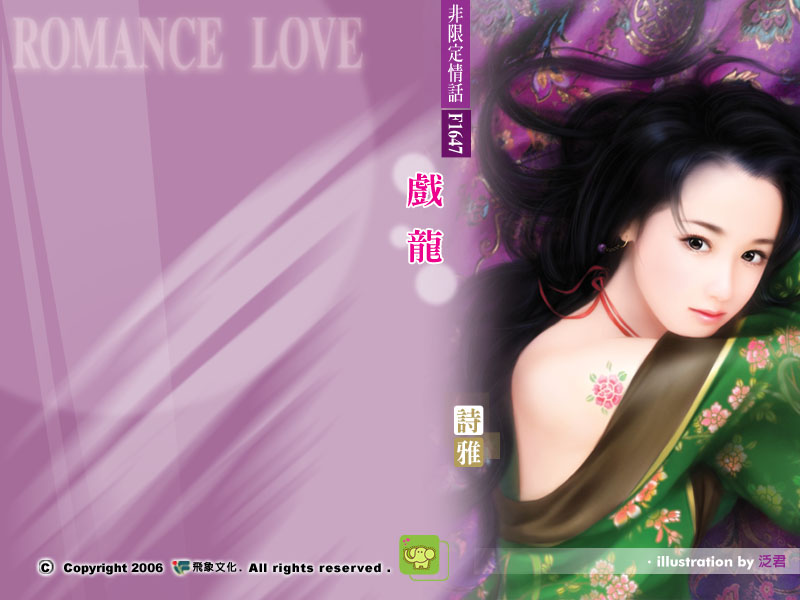 ROMANCE LOVE
非限定情話
F1647
戲龍
詩雅
© Copyright 2006 飛象文化. All rights reserved .
· illustration by 泛君